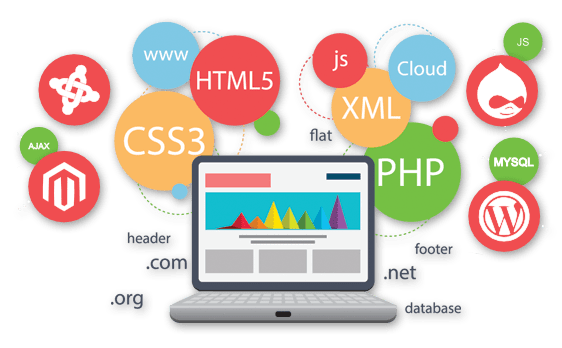 www
HTML5
CSS3
AJAX
js
Cloud
XML
JS
PHP
MYSQL
flat
header
.com
.org
footer
.net
database